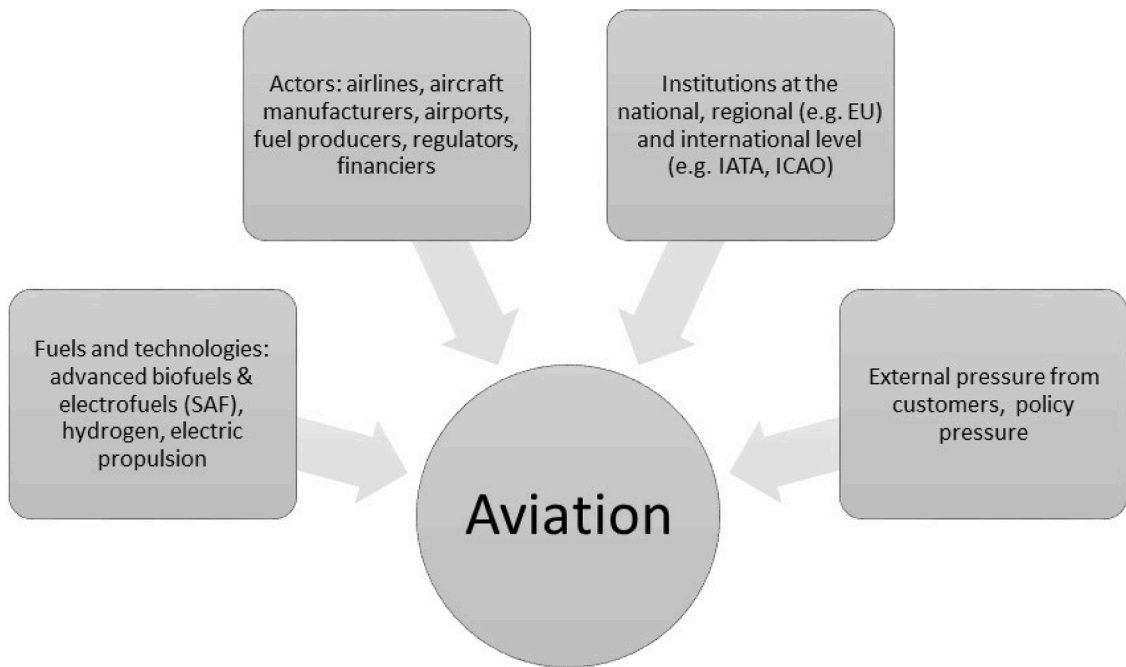 Actors: airlines, aircraft
manufacturers, airports,
fuel producers, regulators,
financiers
Institutions at the
national, regional (e.g. EU)
and international level
(e.g. IATA, ICAO)
Fuels and technologies:
advanced biofuels &
electrofuels (SAF),
hydrogen, electric
propulsion
External pressure from
customers,  policy
pressure
Aviation